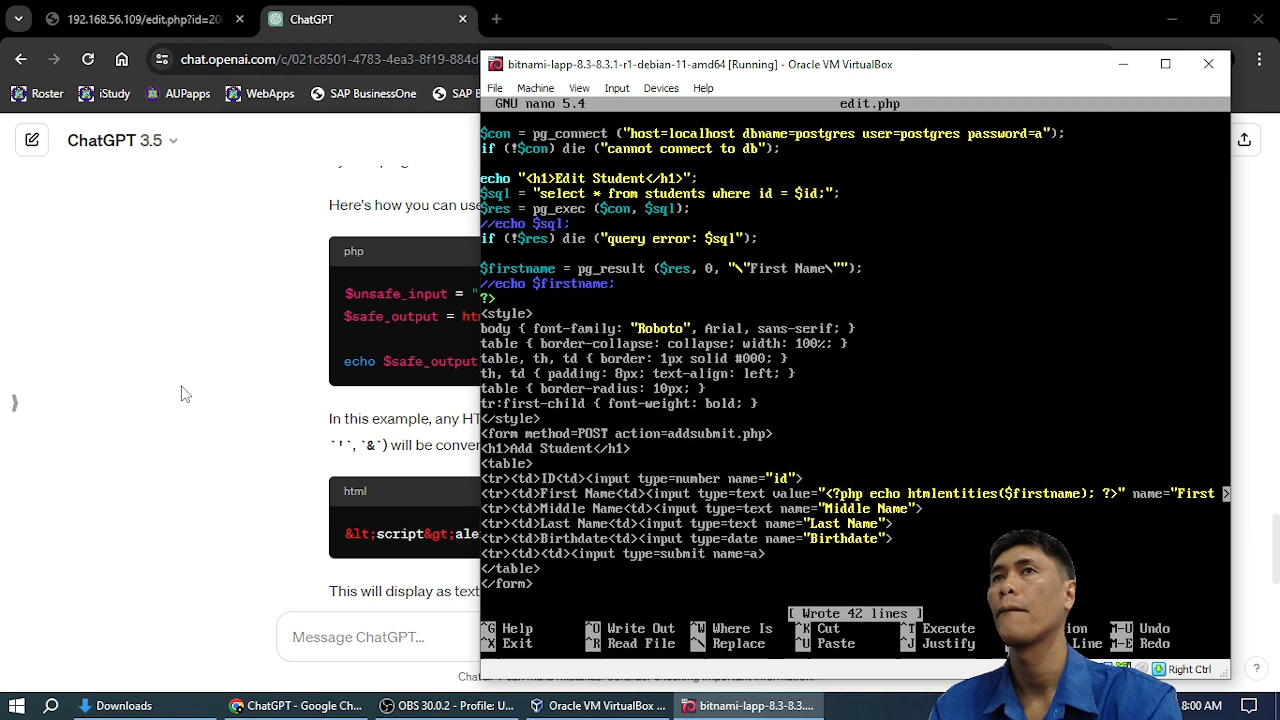 192.168.56.109/edit.php?id=20
ChatGPT
chat.openai.com/c/021c8501-4783-4ea3-8f19-884d
Roster
iStudy
AUPapps
WebApps
SAP BusinessOne
SAP B
ChatGPT 3.5
Here's how you can use
php
$unsafe_input = "
$safe_output = htm
echo $safe_output
In this example, any HT
`'`, `&`) will be conver
html
&lt;script&gt;ale
This will display as text
Message ChatGPT...
bitnami-lapp-8.3-8.3.1-r1-debian-11-amd64 [Running] - Oracle VM VirtualBox
File Machine View Input Devices Help
GNU nano 5.4 edit.php
$con = pg_connect ("host=localhost dbname=postgres user=postgres password=a");
if (!$con) die ("cannot connect to db");
echo "<h1>Edit Student</h1>";
$sql = "select * from students where id = $id;";
$res = pg_exec ($con, $sql);
//echo $sql;
if (!$res) die ("query error: $sql");
$firstname = pg_result ($res, 0, "\"First Name\"");
//echo $firstname;
?>
<style>
body { font-family: "Roboto", Arial, sans-serif; }
table { border-collapse: collapse; width: 100%; }
table, th, td { border: 1px solid #000; }
th, td { padding: 8px; text-align: left; }
table { border-radius: 10px; }
tr:first-child { font-weight: bold; }
</style>
<form method=POST action=addsubmit.php>
<h1>Add Student</h1>
<table>
<tr><td>ID<td><input type=number name="id">
<tr><td>First Name<td><input type=text value="<?php echo htmlentities($firstname); ?>" name="First >
<tr><td>Middle Name<td><input type=text name="Middle Name">
<tr><td>Last Name<td><input type=text name="Last Name">
<tr><td>Birthdate<td><input type=date name="Birthdate">
<tr><td><td><input type=submit name=a>
</table>
</form>
[ Wrote 42 lines ]
^G Help ^O Write Out ^W Where Is ^K Cut ^T Execute ion M-U Undo
^X Exit ^R Read File ^\ Replace ^U Paste ^J Justify Line M-E Redo
Right Ctrl
?
Downloads
ChatGPT - Google Ch...
OBS 30.0.2 - Profile: U...
Oracle VM VirtualBox ...
bitnami-lapp-8.3-8.3....
8:00 AM